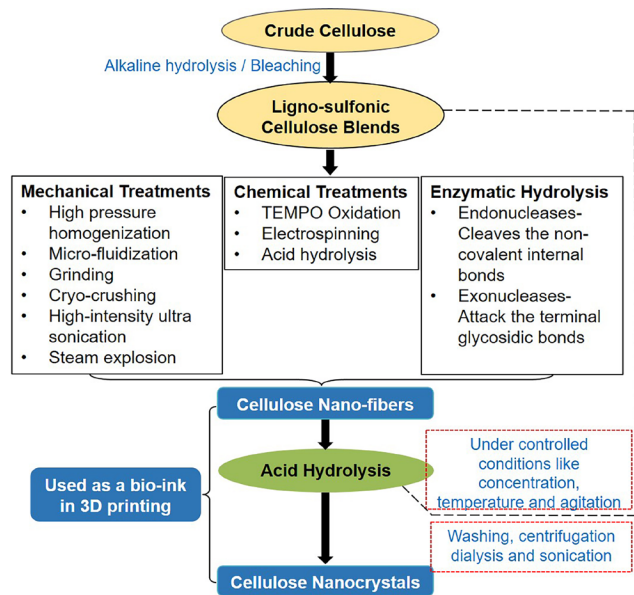 Crude Cellulose
Alkaline hydrolysis / Bleaching
Ligno-sulfonic
Cellulose Blends
Mechanical Treatments
• High pressure
homogenization
• Micro-fluidization
• Grinding
• Cryo-crushing
• High-intensity ultra
sonication
• Steam explosion
Chemical Treatments
• TEMPO Oxidation
• Electrospinning
• Acid hydrolysis
Enzymatic Hydrolysis
• Endonucleases-
Cleaves the non-
covalent internal
bonds
• Exonucleases-
Attack the terminal
glycosidic bonds
Cellulose Nano-fibers
Acid Hydrolysis
Under controlled
conditions like
concentration,
temperature and agitation
Used as a bio-ink
in 3D printing
Washing, centrifugation
dialysis and sonication
Cellulose Nanocrystals